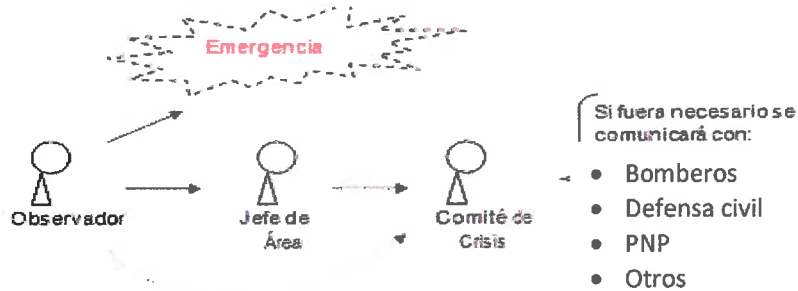 Emergencia
Si fuera necesario se
comunicará con:
• Bomberos
• Defensa civil
• PNP
• Otros
Observador
Jefe de
Área
Comité de
Crisis